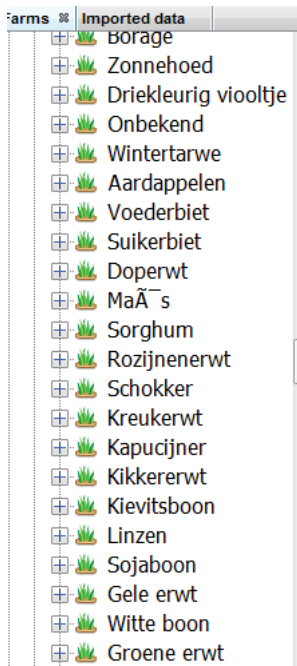 Farms Imported data
Borage
Zonnehoed
Driekleurig viooltje
Onbekend
Wintertarwe
Aardappelen
Voederbiet
Suikerbiet
Doperwt
MaÃ¯s
Sorghum
Rozijnenerwt
Schokker
Kreukerwt
Kapucijner
Kikkererwt
Kievitsboon
Linzen
Sojaboon
Gele erwt
Witte boon
Groene erwt